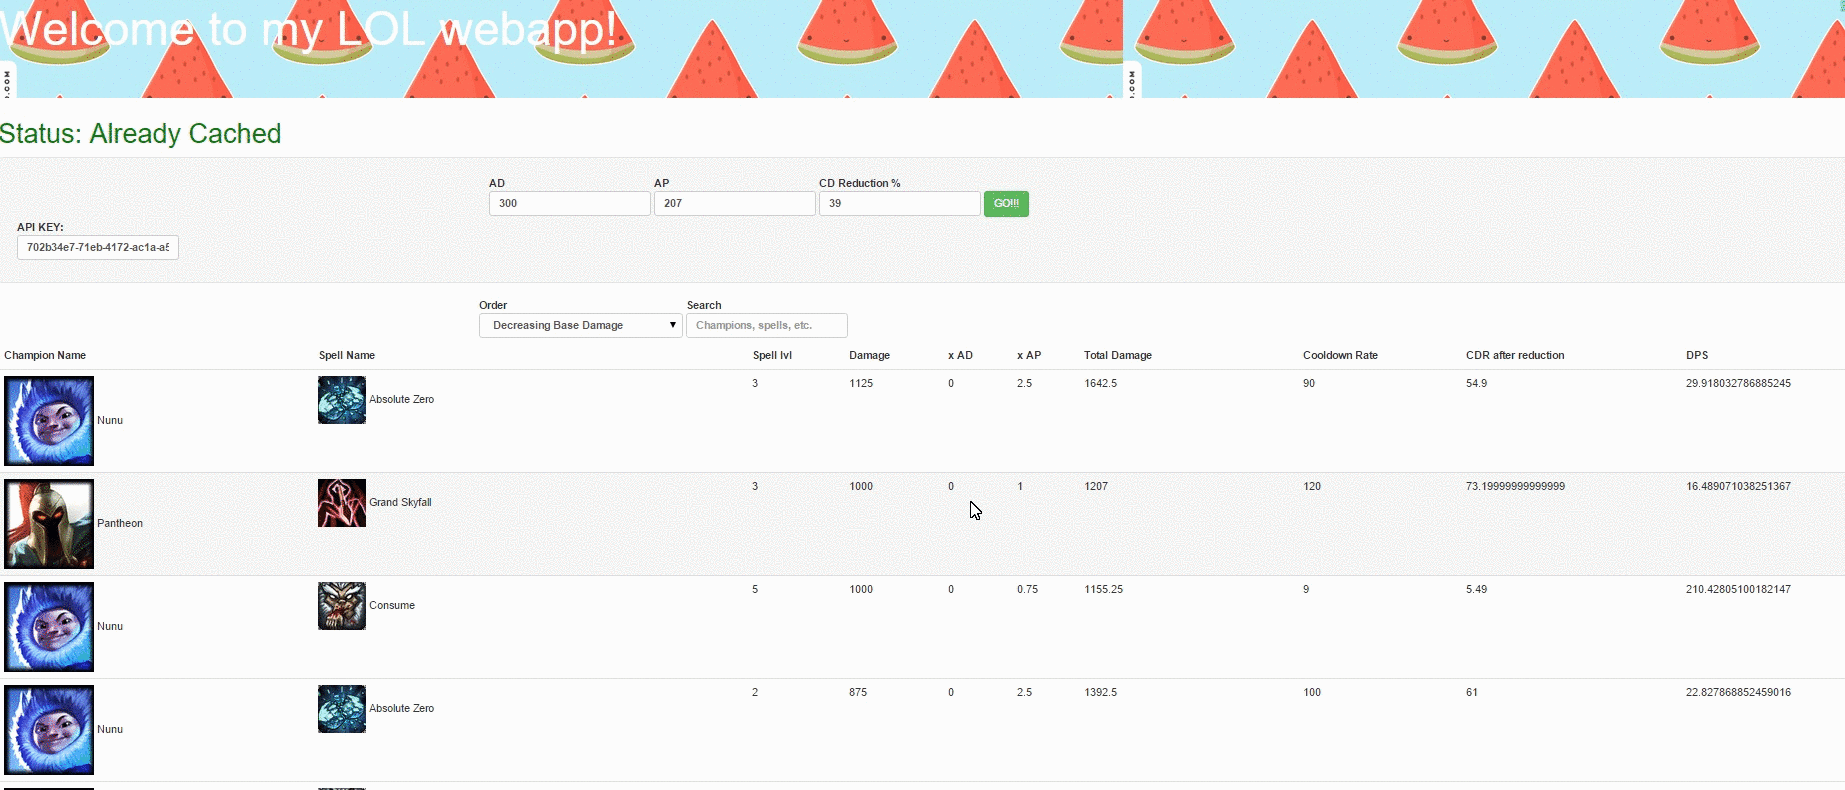 Welcome to my LOL webapp!
D.COM
D.COM
Status: Already Cached
AD AP CD Reduction %
300 207 39 GO!!!
API KEY:
702b34e7-71eb-4172-ac1a-a5
Order Search
Decreasing Base Damage Champions, spells, etc.
Champion Name Spell Name Spell lvl Damage x AD x AP Total Damage Cooldown Rate CDR after reduction DPS
Nunu Absolute Zero 3 1125 0 2.5 1642.5 90 54.9 29.918032786885245
Pantheon Grand Skyfall 3 1000 0 1 1207 120 73.19999999999999 16.489071038251367
Nunu Consume 5 1000 0 0.75 1155.25 9 5.49 210.42805100182147
Nunu Absolute Zero 2 875 0 2.5 1392.5 100 61 22.827868852459016